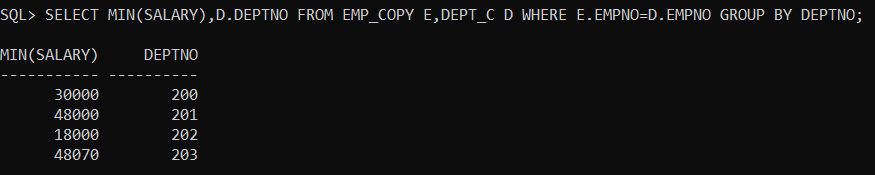 SQL> SELECT MIN(SALARY),D.DEPTNO FROM EMP_COPY E,DEPT_C D WHERE E.EMPNO=D.EMPNO GROUP BY DEPTNO;
MIN(SALARY)     DEPTNO
----------- ----------
      30000        200
      48000        201
      18000        202
      48070        203